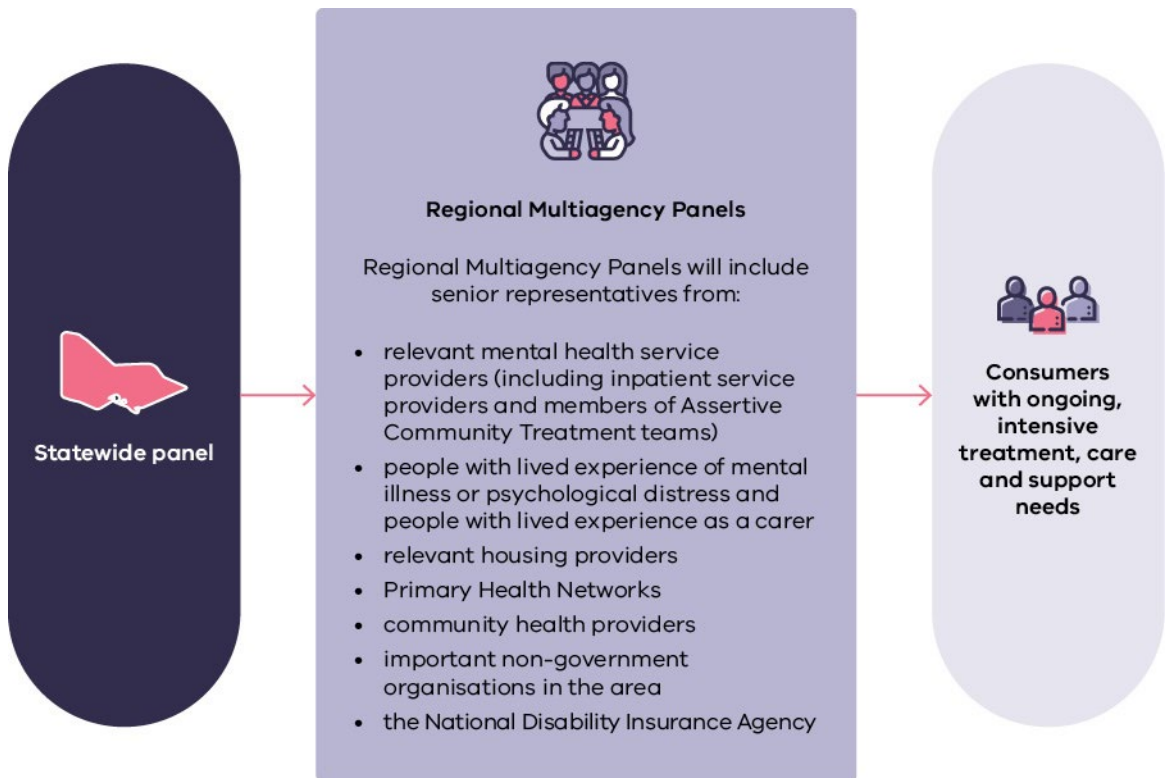 Statewide panel
Regional Multiagency Panels
Regional Multiagency Panels will include
senior representatives from:
• relevant mental health service
providers (including inpatient service
providers and members of Assertive
Community Treatment teams)
• people with lived experience of mental
illness or psychological distress and
people with lived experience as a carer
• relevant housing providers
• Primary Health Networks
• community health providers
• important non-government
organisations in the area
• the National Disability Insurance Agency
Consumers
with ongoing,
intensive
treatment, care
and support
needs